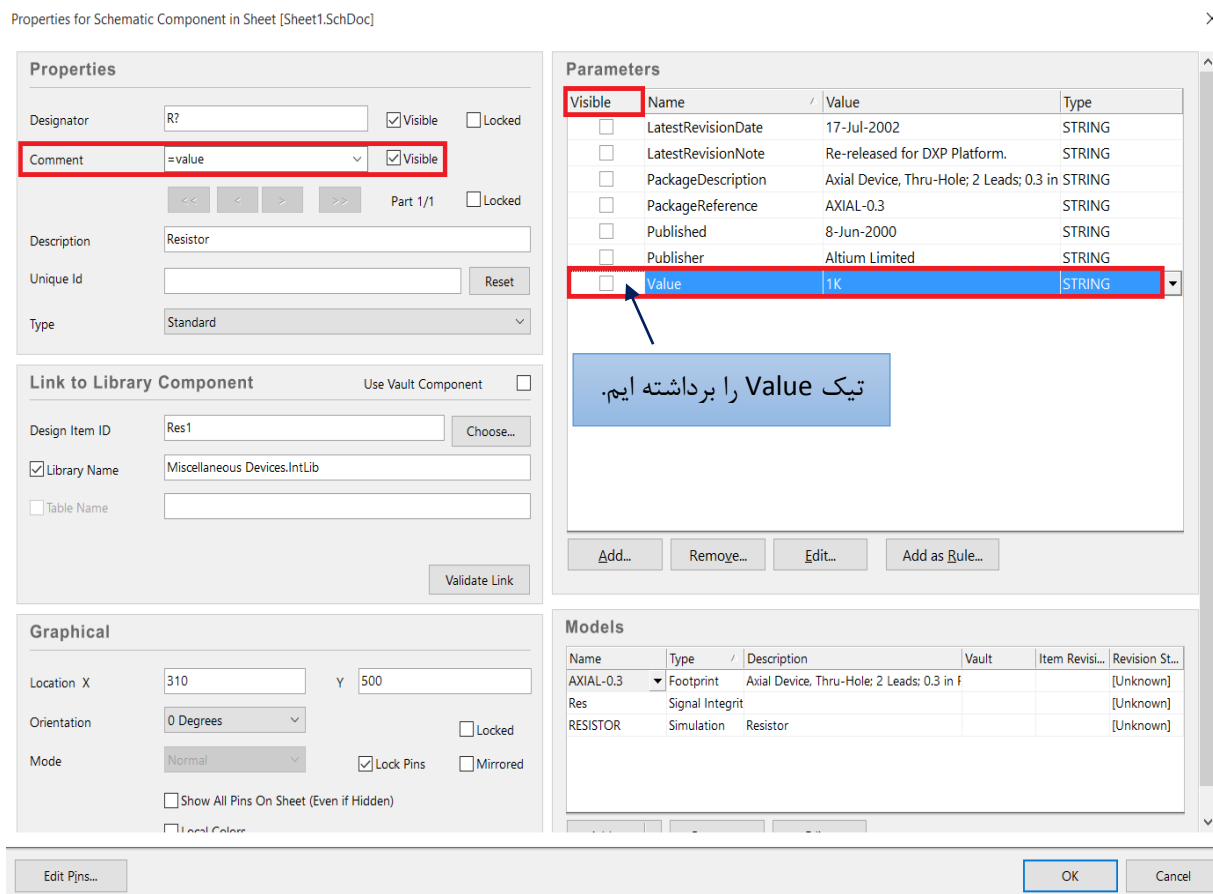 Properties for Schematic Component in Sheet [Sheet1.SchDoc]
Properties
Designator R? Visible Locked
Comment =value Visible
<< < > >> Part 1/1 Locked
Description Resistor
Unique Id Reset
Type Standard
Link to Library Component Use Vault Component
Design Item ID Res1 Choose...
Library Name Miscellaneous Devices.IntLib
Table Name
Validate Link
Graphical
Location X 310 Y 500
Orientation 0 Degrees Locked
Mode Normal Lock Pins Mirrored
Show All Pins On Sheet (Even if Hidden)
Local Colors
Parameters
Visible Name Value Type
LatestRevisionDate 17-Jul-2002 STRING
LatestRevisionNote Re-released for DXP Platform. STRING
PackageDescription Axial Device, Thru-Hole; 2 Leads; 0.3 in STRING
PackageReference AXIAL-0.3 STRING
Published 8-Jun-2000 STRING
Publisher Altium Limited STRING
Value 1K STRING
تیک Value را برداشته ایم.
Add... Remove... Edit... Add as Rule...
Models
Name Type Description Vault Item Revisi... Revision St...
AXIAL-0.3 Footprint Axial Device, Thru-Hole; 2 Leads; 0.3 in [Unknown]
Res Signal Integrit [Unknown]
RESISTOR Simulation Resistor [Unknown]
Edit Pins... OK Cancel